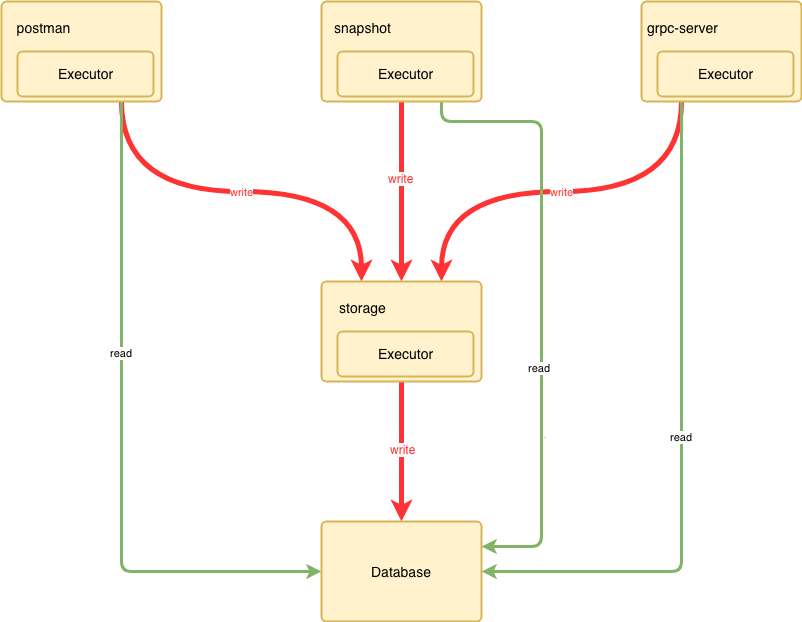 postman
Executor
snapshot
Executor
grpc-server
Executor
write
write
write
storage
Executor
read
read
read
write
Database